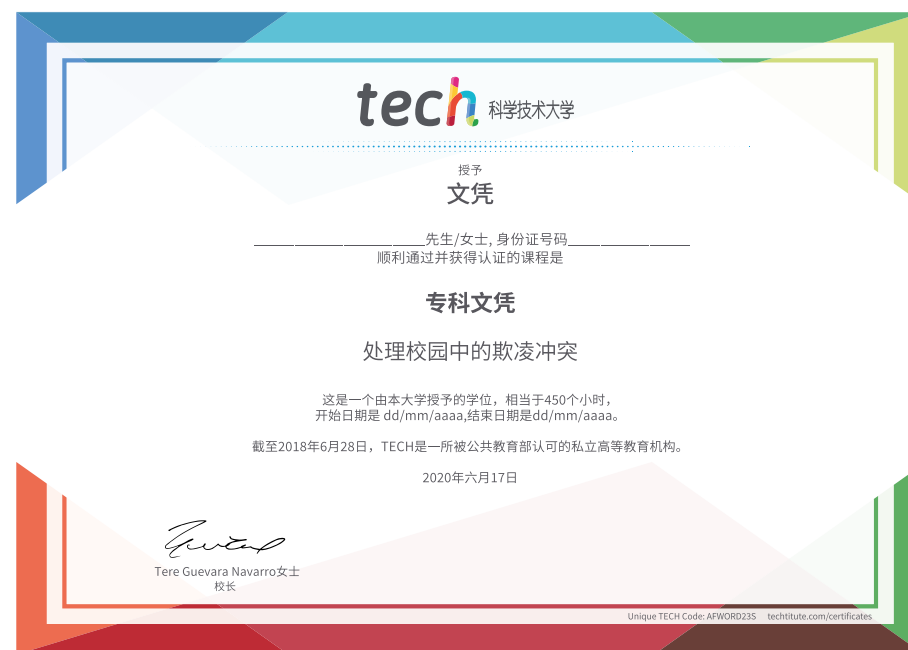 tech 科学技术大学
授予
文凭
____________________先生/女士, 身份证号码______________
顺利通过并获得认证的课程是
专科文凭
处理校园中的欺凌冲突
这是一个由本大学授予的学位，相当于450个小时，
开始日期是 dd/mm/aaaa,结束日期是dd/mm/aaaa。
截至2018年6月28日，TECH是一所被公共教育部认可的私立高等教育机构。
2020年六月17日
Tere Guevara Navarro女士
校长
Unique TECH Code: AFWORD23S techtitute.com/certificates